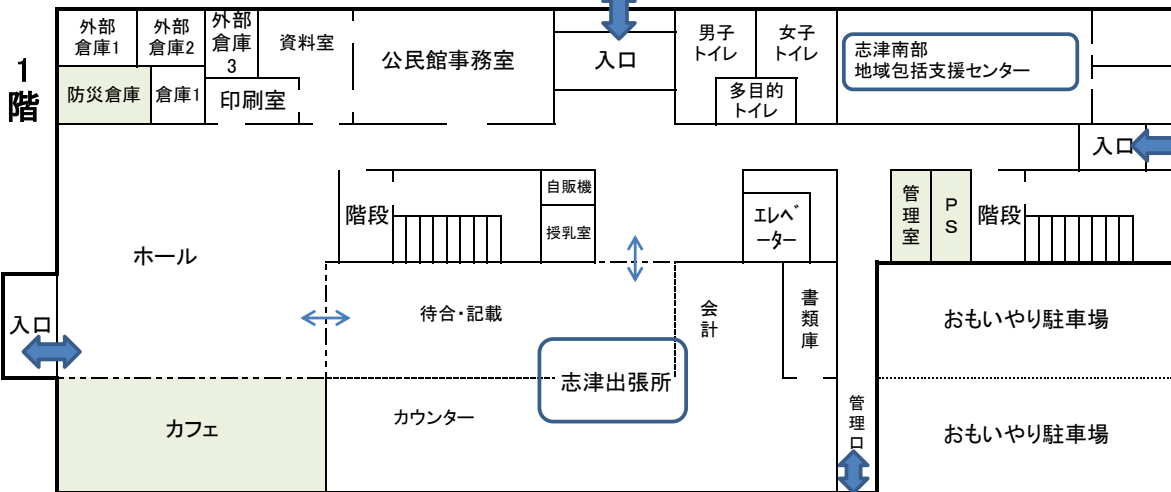 1
階
外部
倉庫1
外部
倉庫2
外部
倉庫
3
資料室
公民館事務室
入口
男子
トイレ
女子
トイレ
志津南部
地域包括支援センター
防災倉庫
倉庫1
印刷室
多目的
トイレ
入口
自販機
階段
授乳室
エレベ
ーター
管理室
PS
階段
ホール
待合・記載
会計
書類庫
おもいやり駐車場
入口
志津出張所
カフェ
カウンター
管理口
おもいやり駐車場